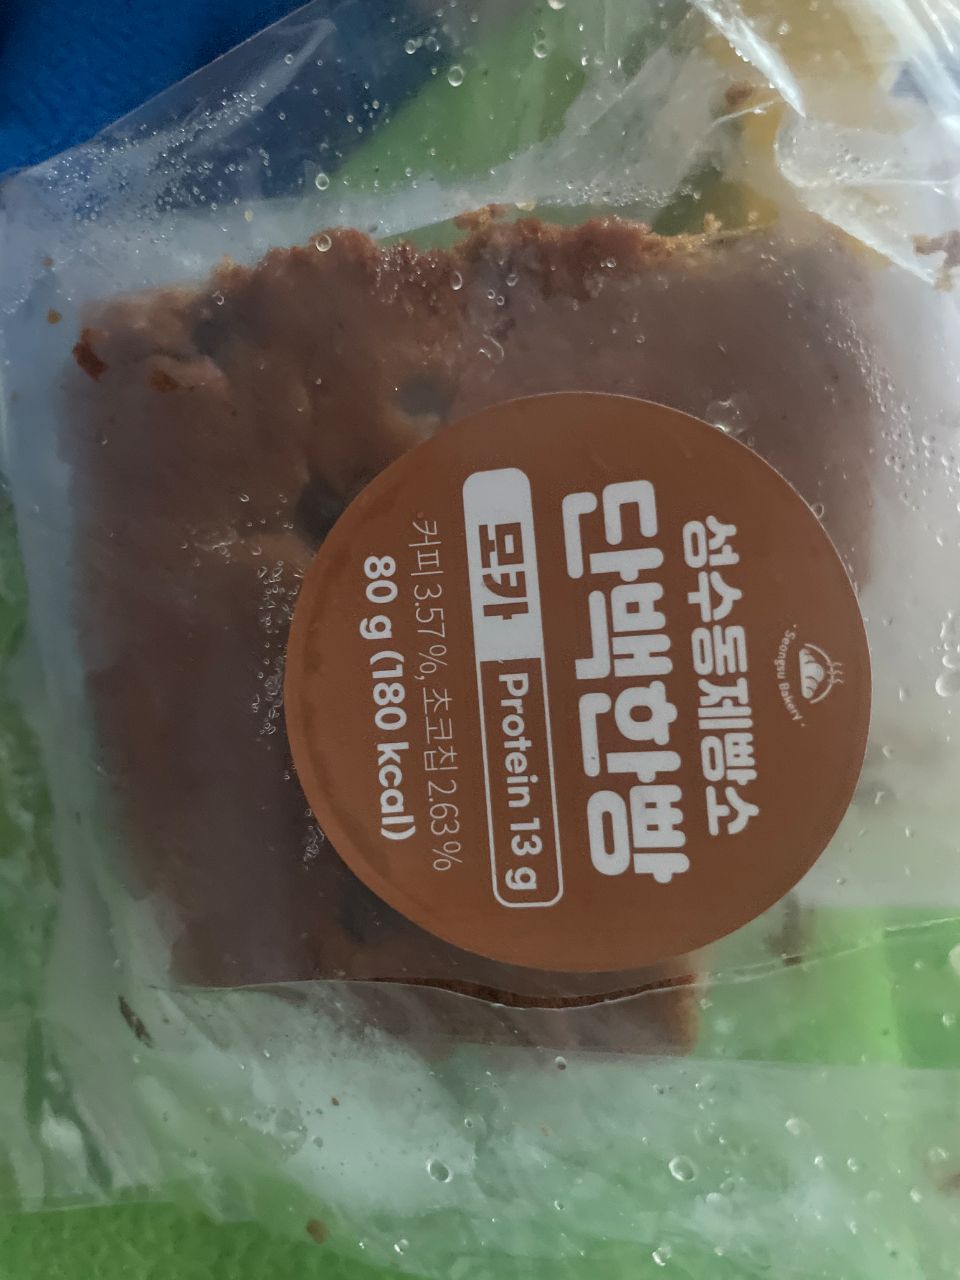 Seongsu Bakery
성수동제빵소
단백한빵
모카 Protein 13 g
커피 3.57 %, 초코칩 2.63 %
80 g (180 kcal)